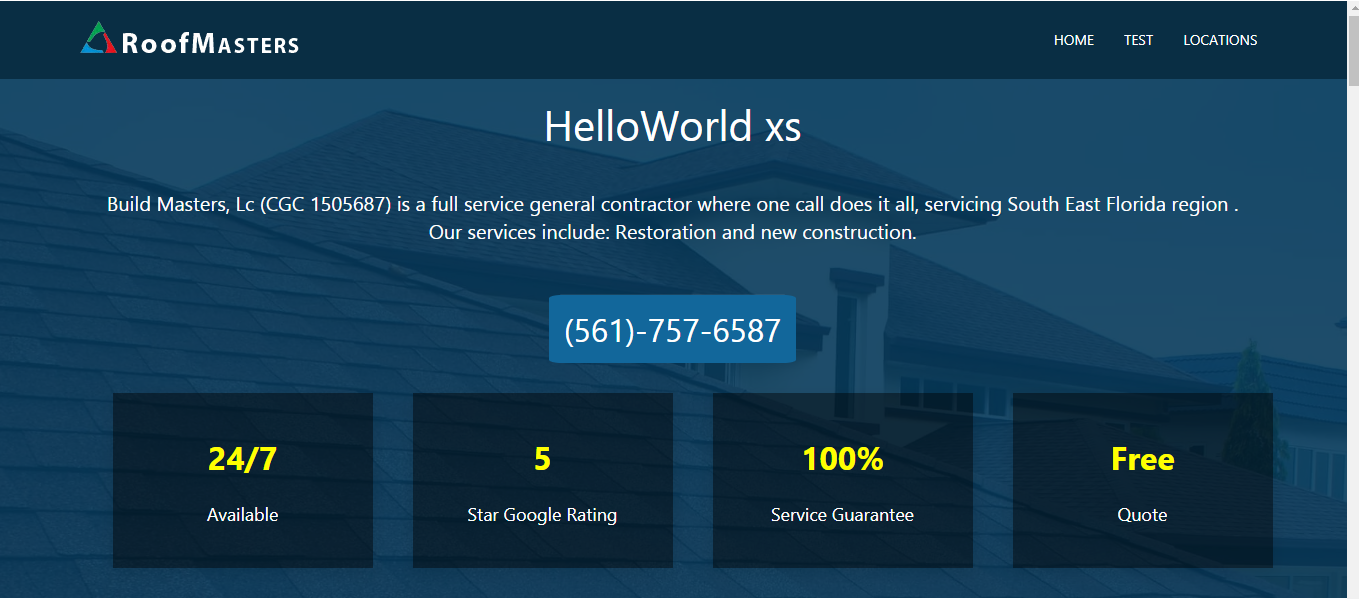 RoofMasters
HOME TEST LOCATIONS
HelloWorld xs
Build Masters, Lc (CGC 1505687) is a full service general contractor where one call does it all, servicing South East Florida region .
Our services include: Restoration and new construction.
(561)-757-6587
24/7
Available
5
Star Google Rating
100%
Service Guarantee
Free
Quote